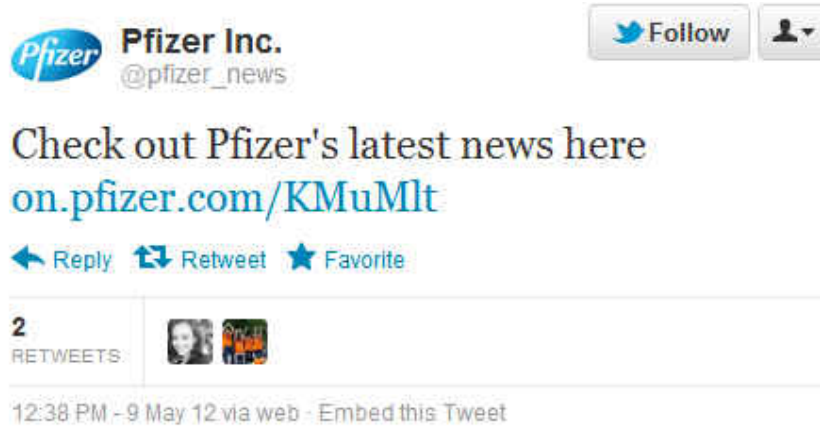 Pfizer
Pfizer Inc.
@pfizer_news
Follow
Check out Pfizer's latest news here
on.pfizer.com/KMuMlt
Reply Retweet Favorite
2
RETWEETS
12:38 PM - 9 May 12 via web · Embed this Tweet